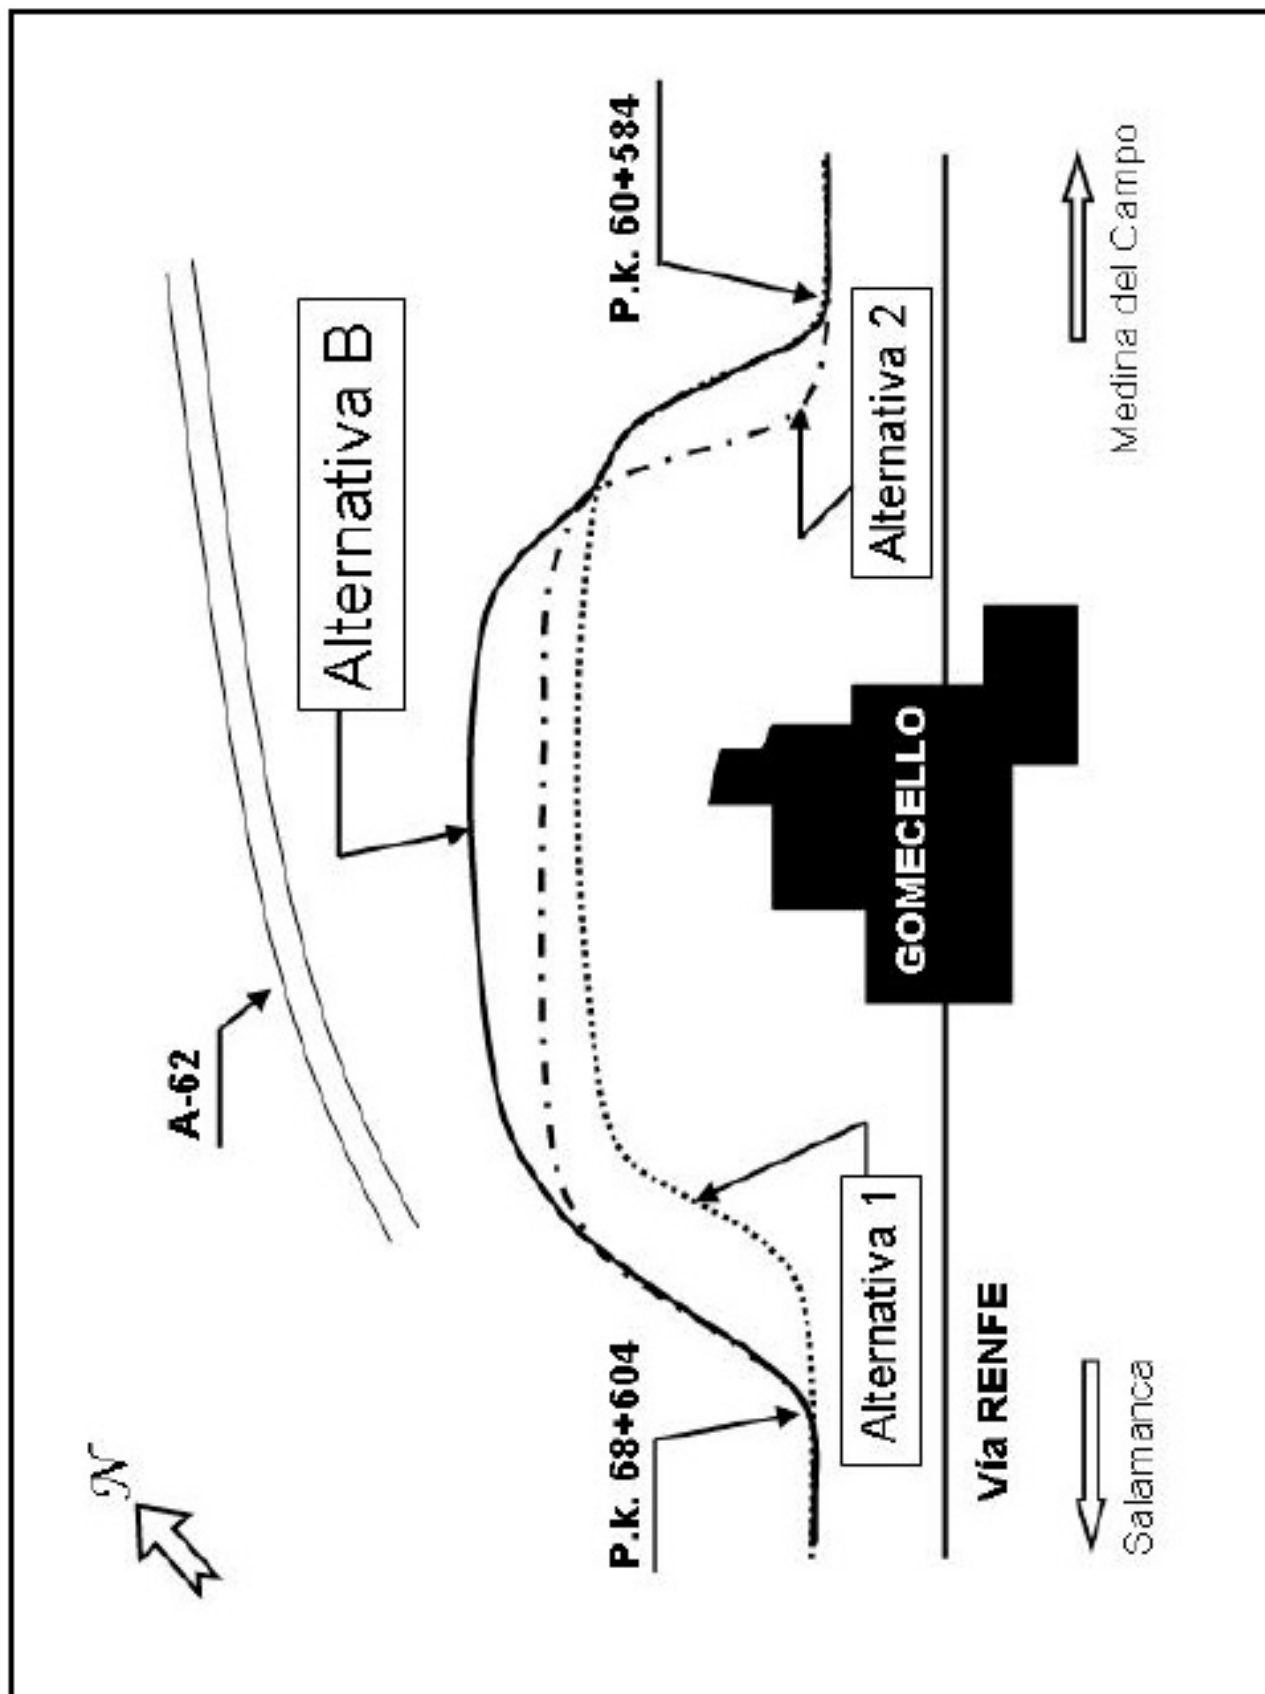 N
A-62
Alternativa B
P.k. 68+604
P.k. 60+584
GOMECELLO
Alternativa 1
Alternativa 2
Vía RENFE
Salamanca
Medina del Campo